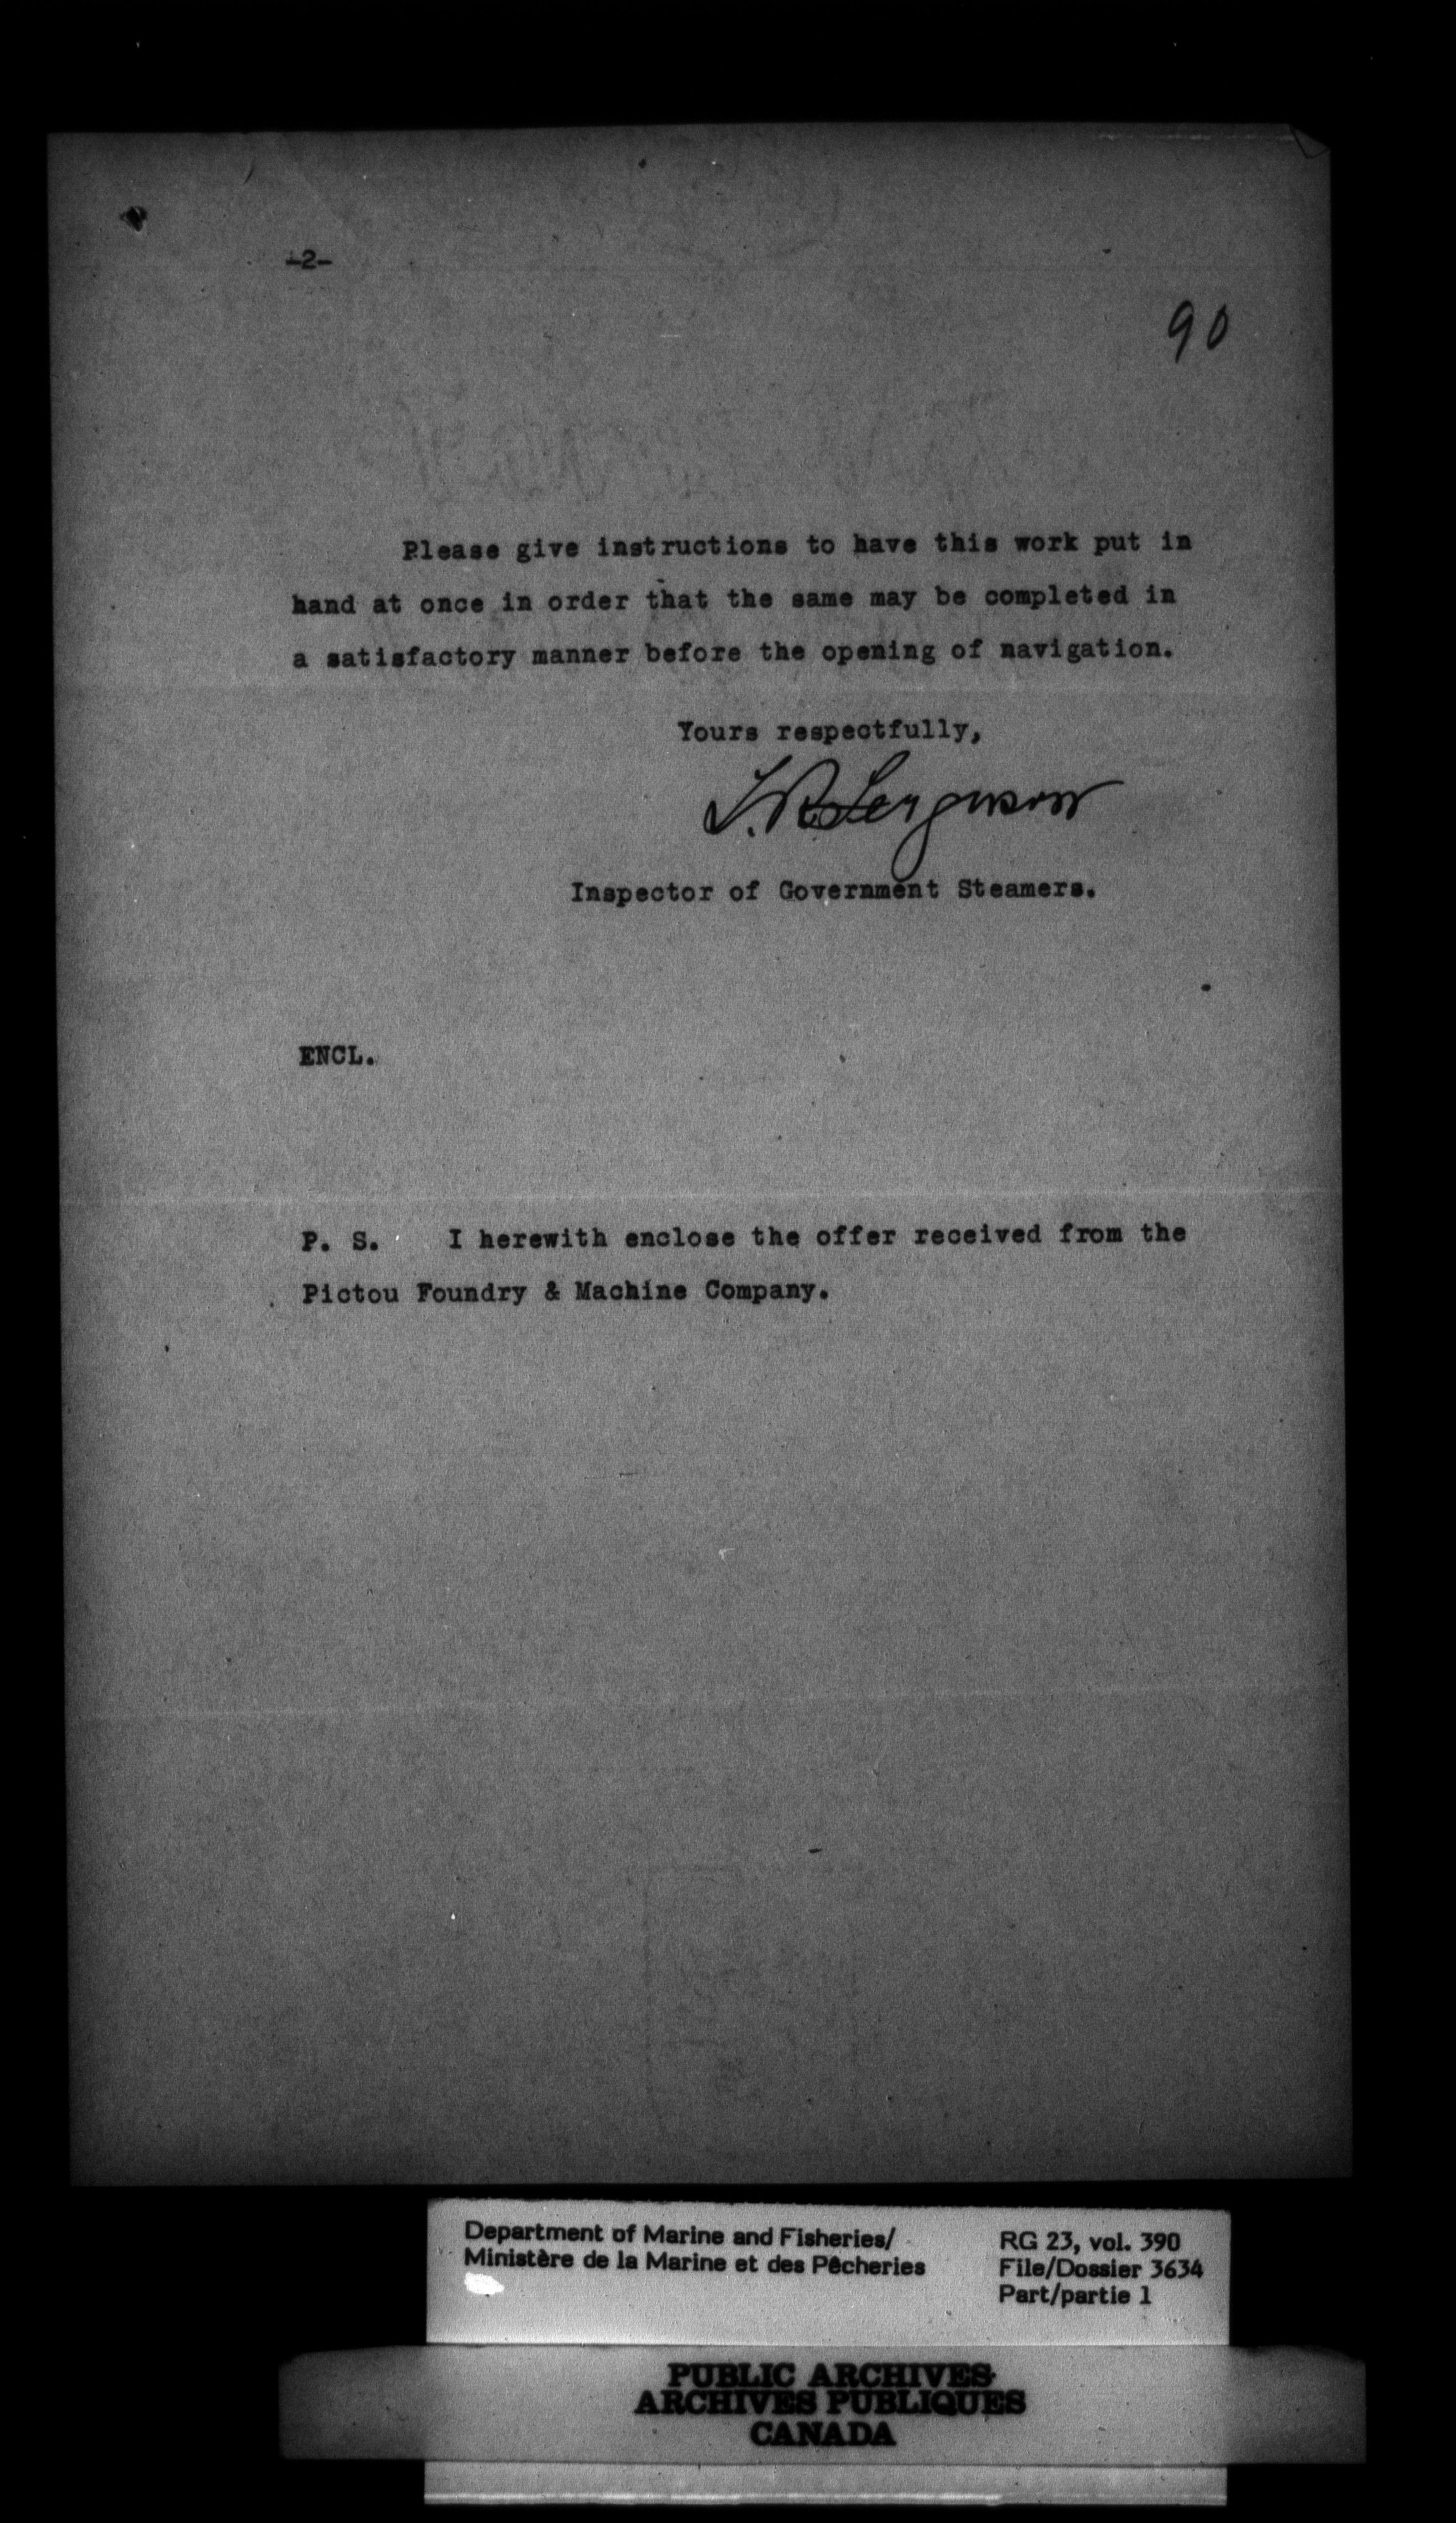 -2-
90
Please give instructions to have this work put in
hand at once in order that the same may be completed in
a satisfactory manner before the opening of navigation.
Yours respectfully,
T. R. Ferguson
Inspector of Government Steamers.
ENCL.
P. S. I herewith enclose the offer received from the
Pictou Foundry & Machine Company.
Department of Marine and Fisheries/
Ministère de la Marine et des Pêcheries
RG 23, vol. 390
File/Dossier 3634
Part/partie 1
PUBLIC ARCHIVES
ARCHIVES PUBLIQUES
CANADA